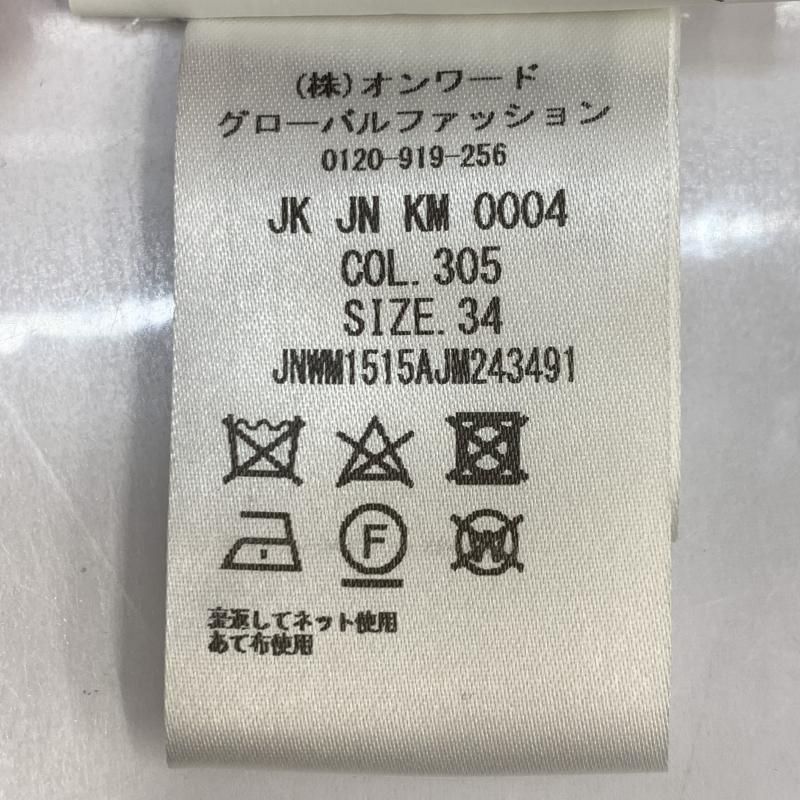 (株)オンワード
グローバルファッション
0120-919-256
JK JN KM 0004
COL.305
SIZE.34
JNWM1515AJM243491
F
W
裏返してネット使用
あて布使用